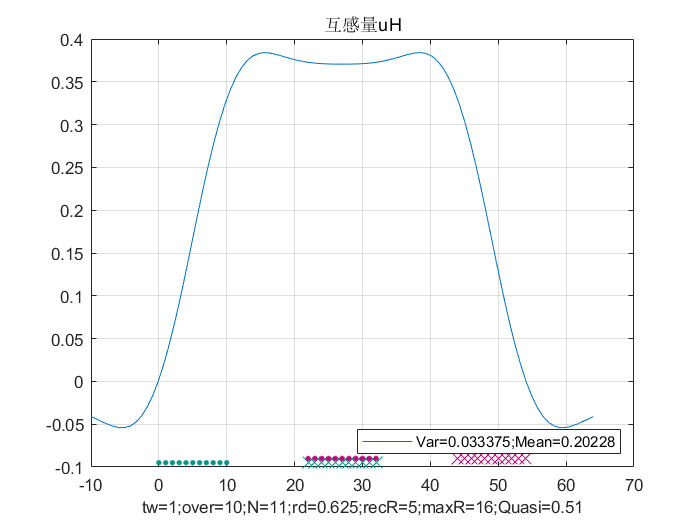 互感量uH
0.4
0.35
0.3
0.25
0.2
0.15
0.1
0.05
0
-0.05
-0.1
Var=0.033375;Mean=0.20228
-10 0 10 20 30 40 50 60 70
tw=1;over=10;N=11;rd=0.625;recR=5;maxR=16;Quasi=0.51